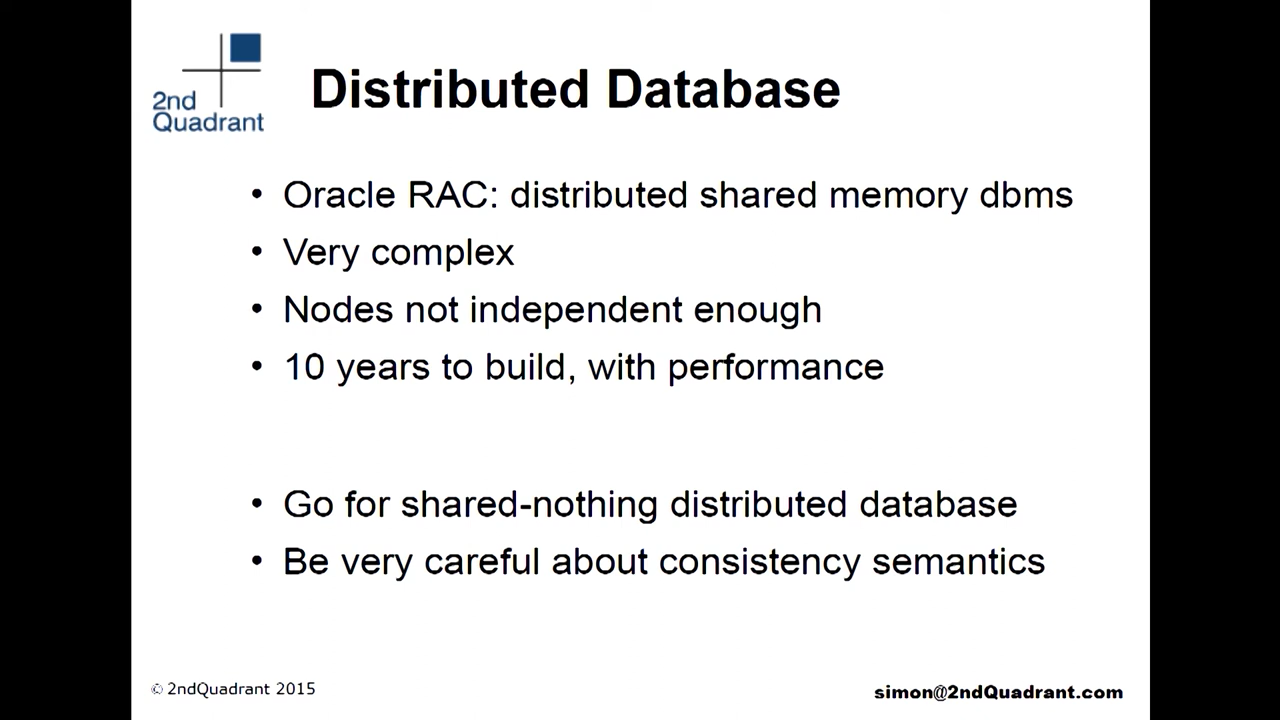 2nd
Quadrant
Distributed Database
• Oracle RAC: distributed shared memory dbms
• Very complex
• Nodes not independent enough
• 10 years to build, with performance
• Go for shared-nothing distributed database
• Be very careful about consistency semantics
© 2ndQuadrant 2015
simon@2ndQuadrant.com